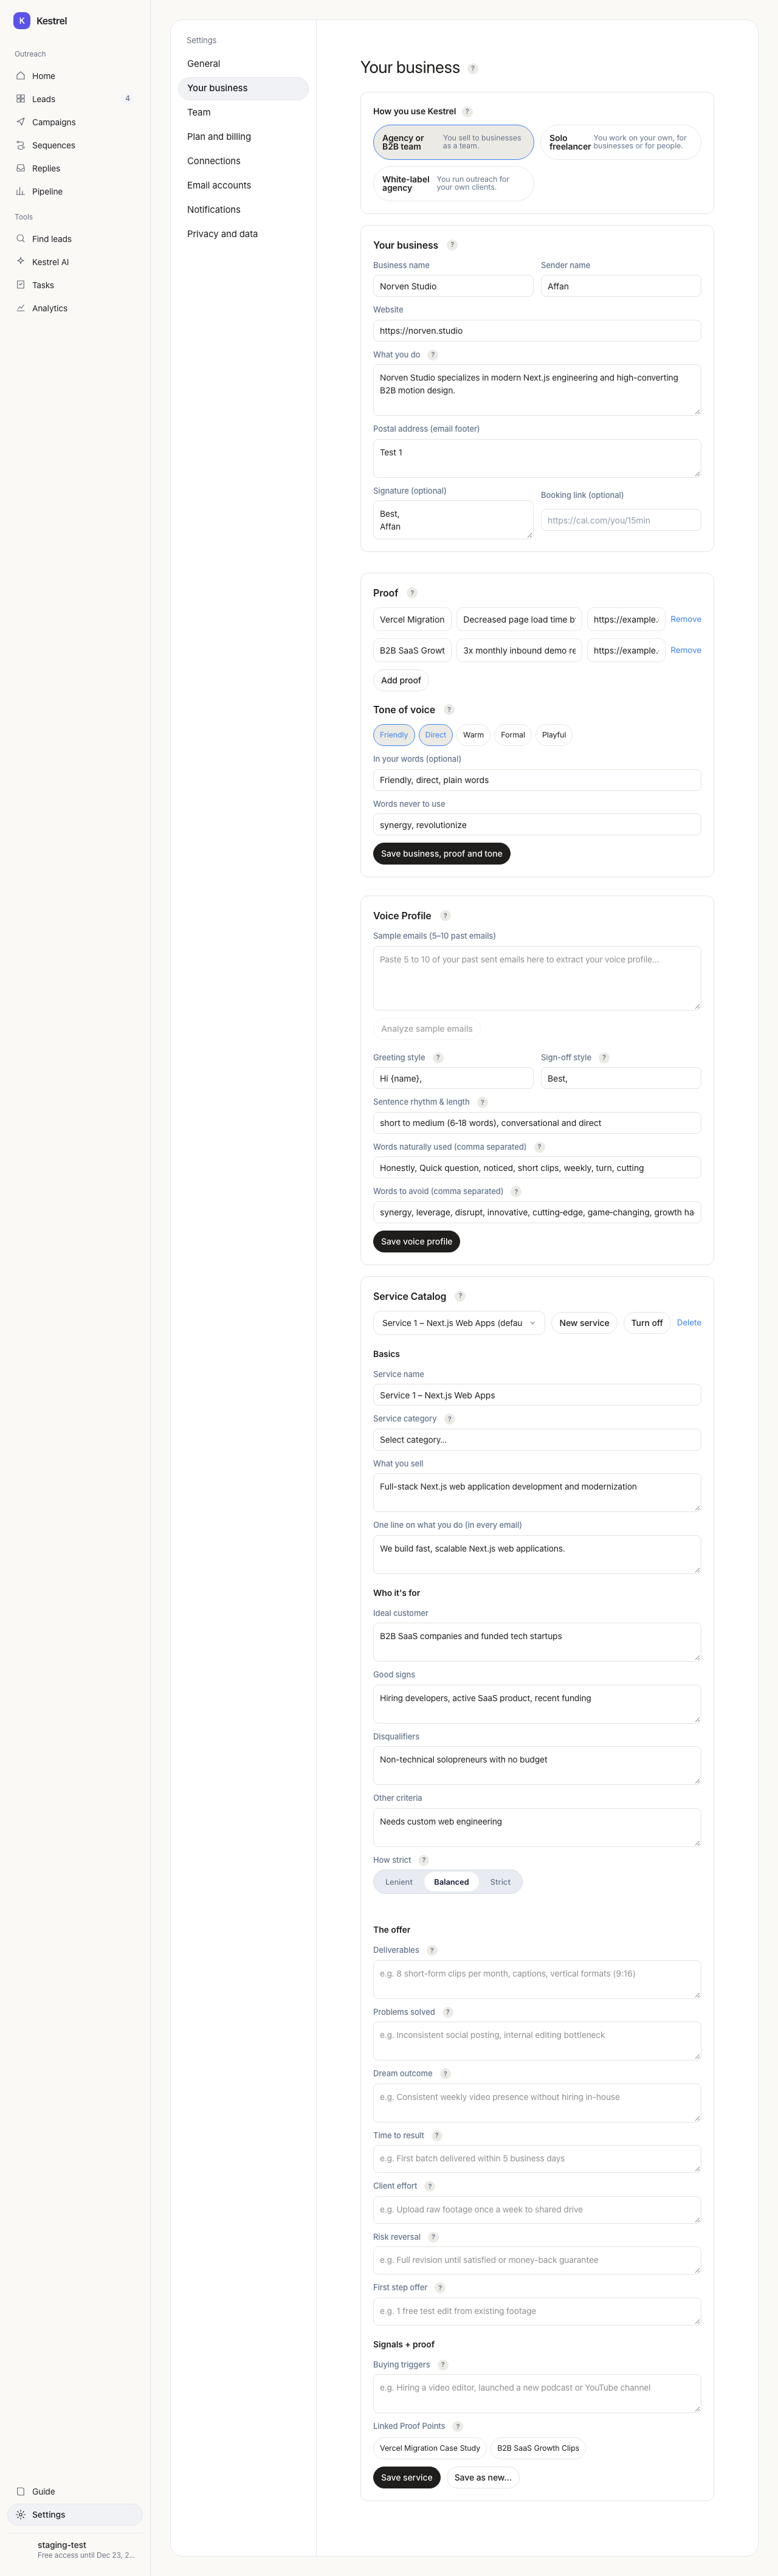 K Kestrel
Outreach
Home
Leads 4
Campaigns
Sequences
Replies
Pipeline
Tools
Find leads
Kestrel AI
Tasks
Analytics
Guide
Settings
staging-test
Free access until Dec 23, 2...
Settings
General
Your business
Team
Plan and billing
Connections
Email accounts
Notifications
Privacy and data
Your business ?
How you use Kestrel ?
Agency or B2B team You sell to businesses as a team.
Solo freelancer You work on your own, for businesses or for people.
White-label agency You run outreach for your own clients.
Your business ?
Business name Sender name
Norven Studio Affan
Website
https://norven.studio
What you do ?
Norven Studio specializes in modern Next.js engineering and high-converting
B2B motion design.
Postal address (email footer)
Test 1
Signature (optional) Booking link (optional)
Best,
Affan
https://cal.com/you/15min
Proof ?
Vercel Migration Decreased page load time b https://example. Remove
B2B SaaS Growt 3x monthly inbound demo re https://example. Remove
Add proof
Tone of voice ?
Friendly Direct Warm Formal Playful
In your words (optional)
Friendly, direct, plain words
Words never to use
synergy, revolutionize
Save business, proof and tone
Voice Profile ?
Sample emails (5–10 past emails)
Paste 5 to 10 of your past sent emails here to extract your voice profile...
Analyze sample emails
Greeting style ? Sign-off style ?
Hi {name}, Best,
Sentence rhythm & length ?
short to medium (6-18 words), conversational and direct
Words naturally used (comma separated) ?
Honestly, Quick question, noticed, short clips, weekly, turn, cutting
Words to avoid (comma separated) ?
synergy, leverage, disrupt, innovative, cutting-edge, game-changing, growth ha
Save voice profile
Service Catalog ?
Service 1 – Next.js Web Apps (defau New service Turn off Delete
Basics
Service name
Service 1 – Next.js Web Apps
Service category ?
Select category...
What you sell
Full-stack Next.js web application development and modernization
One line on what you do (in every email)
We build fast, scalable Next.js web applications.
Who it's for
Ideal customer
B2B SaaS companies and funded tech startups
Good signs
Hiring developers, active SaaS product, recent funding
Disqualifiers
Non-technical solopreneurs with no budget
Other criteria
Needs custom web engineering
How strict ?
Lenient Balanced Strict
The offer
Deliverables ?
e.g. 8 short-form clips per month, captions, vertical formats (9:16)
Problems solved ?
e.g. Inconsistent social posting, internal editing bottleneck
Dream outcome ?
e.g. Consistent weekly video presence without hiring in-house
Time to result ?
e.g. First batch delivered within 5 business days
Client effort ?
e.g. Upload raw footage once a week to shared drive
Risk reversal ?
e.g. Full revision until satisfied or money-back guarantee
First step offer ?
e.g. 1 free test edit from existing footage
Signals + proof
Buying triggers ?
e.g. Hiring a video editor, launched a new podcast or YouTube channel
Linked Proof Points ?
Vercel Migration Case Study B2B SaaS Growth Clips
Save service Save as new...